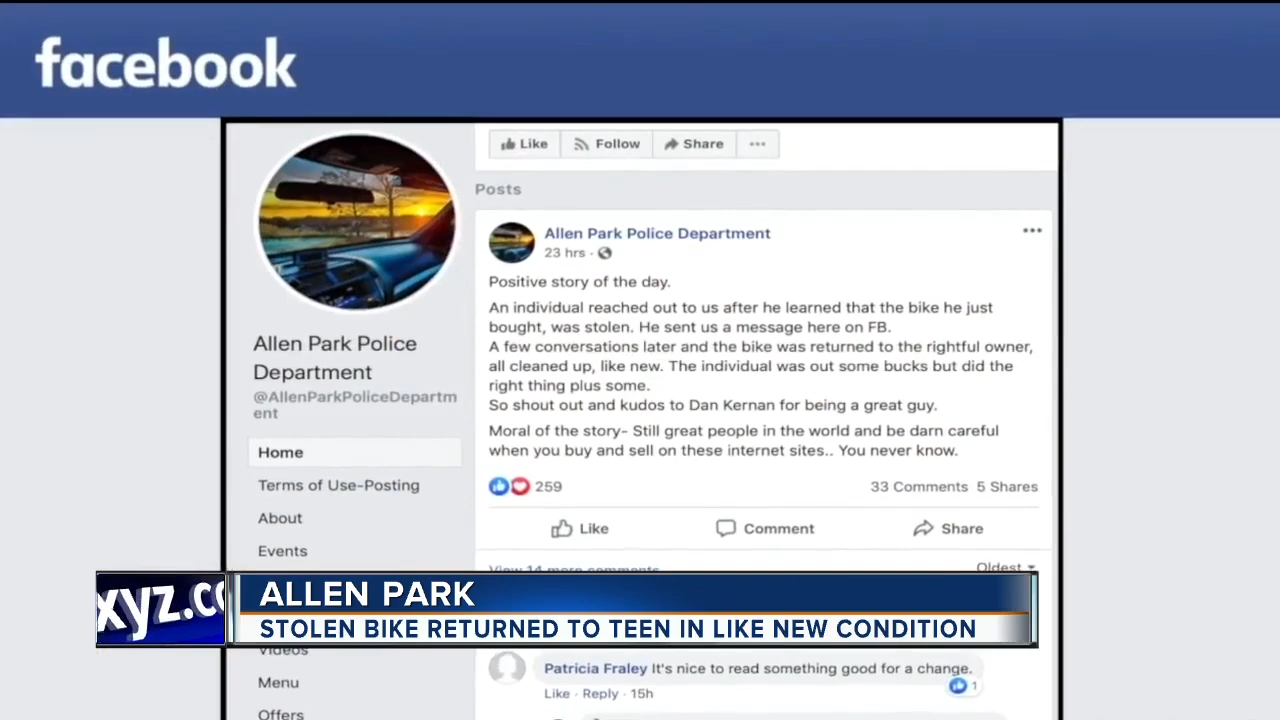 facebook
Like Follow Share ...
Posts
Allen Park Police Department
23 hrs ·
Positive story of the day.
An individual reached out to us after he learned that the bike he just
bought, was stolen. He sent us a message here on FB.
A few conversations later and the bike was returned to the rightful owner,
all cleaned up, like new. The individual was out some bucks but did the
right thing plus some.
So shout out and kudos to Dan Kernan for being a great guy.
Moral of the story- Still great people in the world and be darn careful
when you buy and sell on these internet sites.. You never know.
259
33 Comments 5 Shares
Like Comment Share
View 14 more comments
Oldest
Patricia Fraley It's nice to read something good for a change.
1
Like · Reply · 15h
Allen Park Police
Department
@AllenParkPoliceDepartm
ent
Home
Terms of Use-Posting
About
Events
Videos
Menu
Offers
xyz.co
ALLEN PARK
STOLEN BIKE RETURNED TO TEEN IN LIKE NEW CONDITION